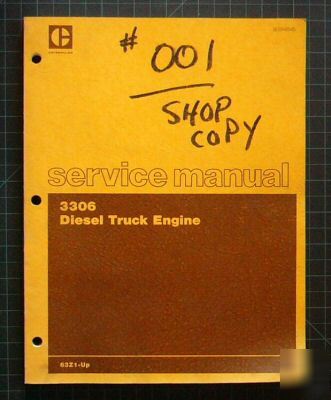 # 001
SHOP
COPY
service manual
3306
Diesel Truck Engine
63Z1-Up